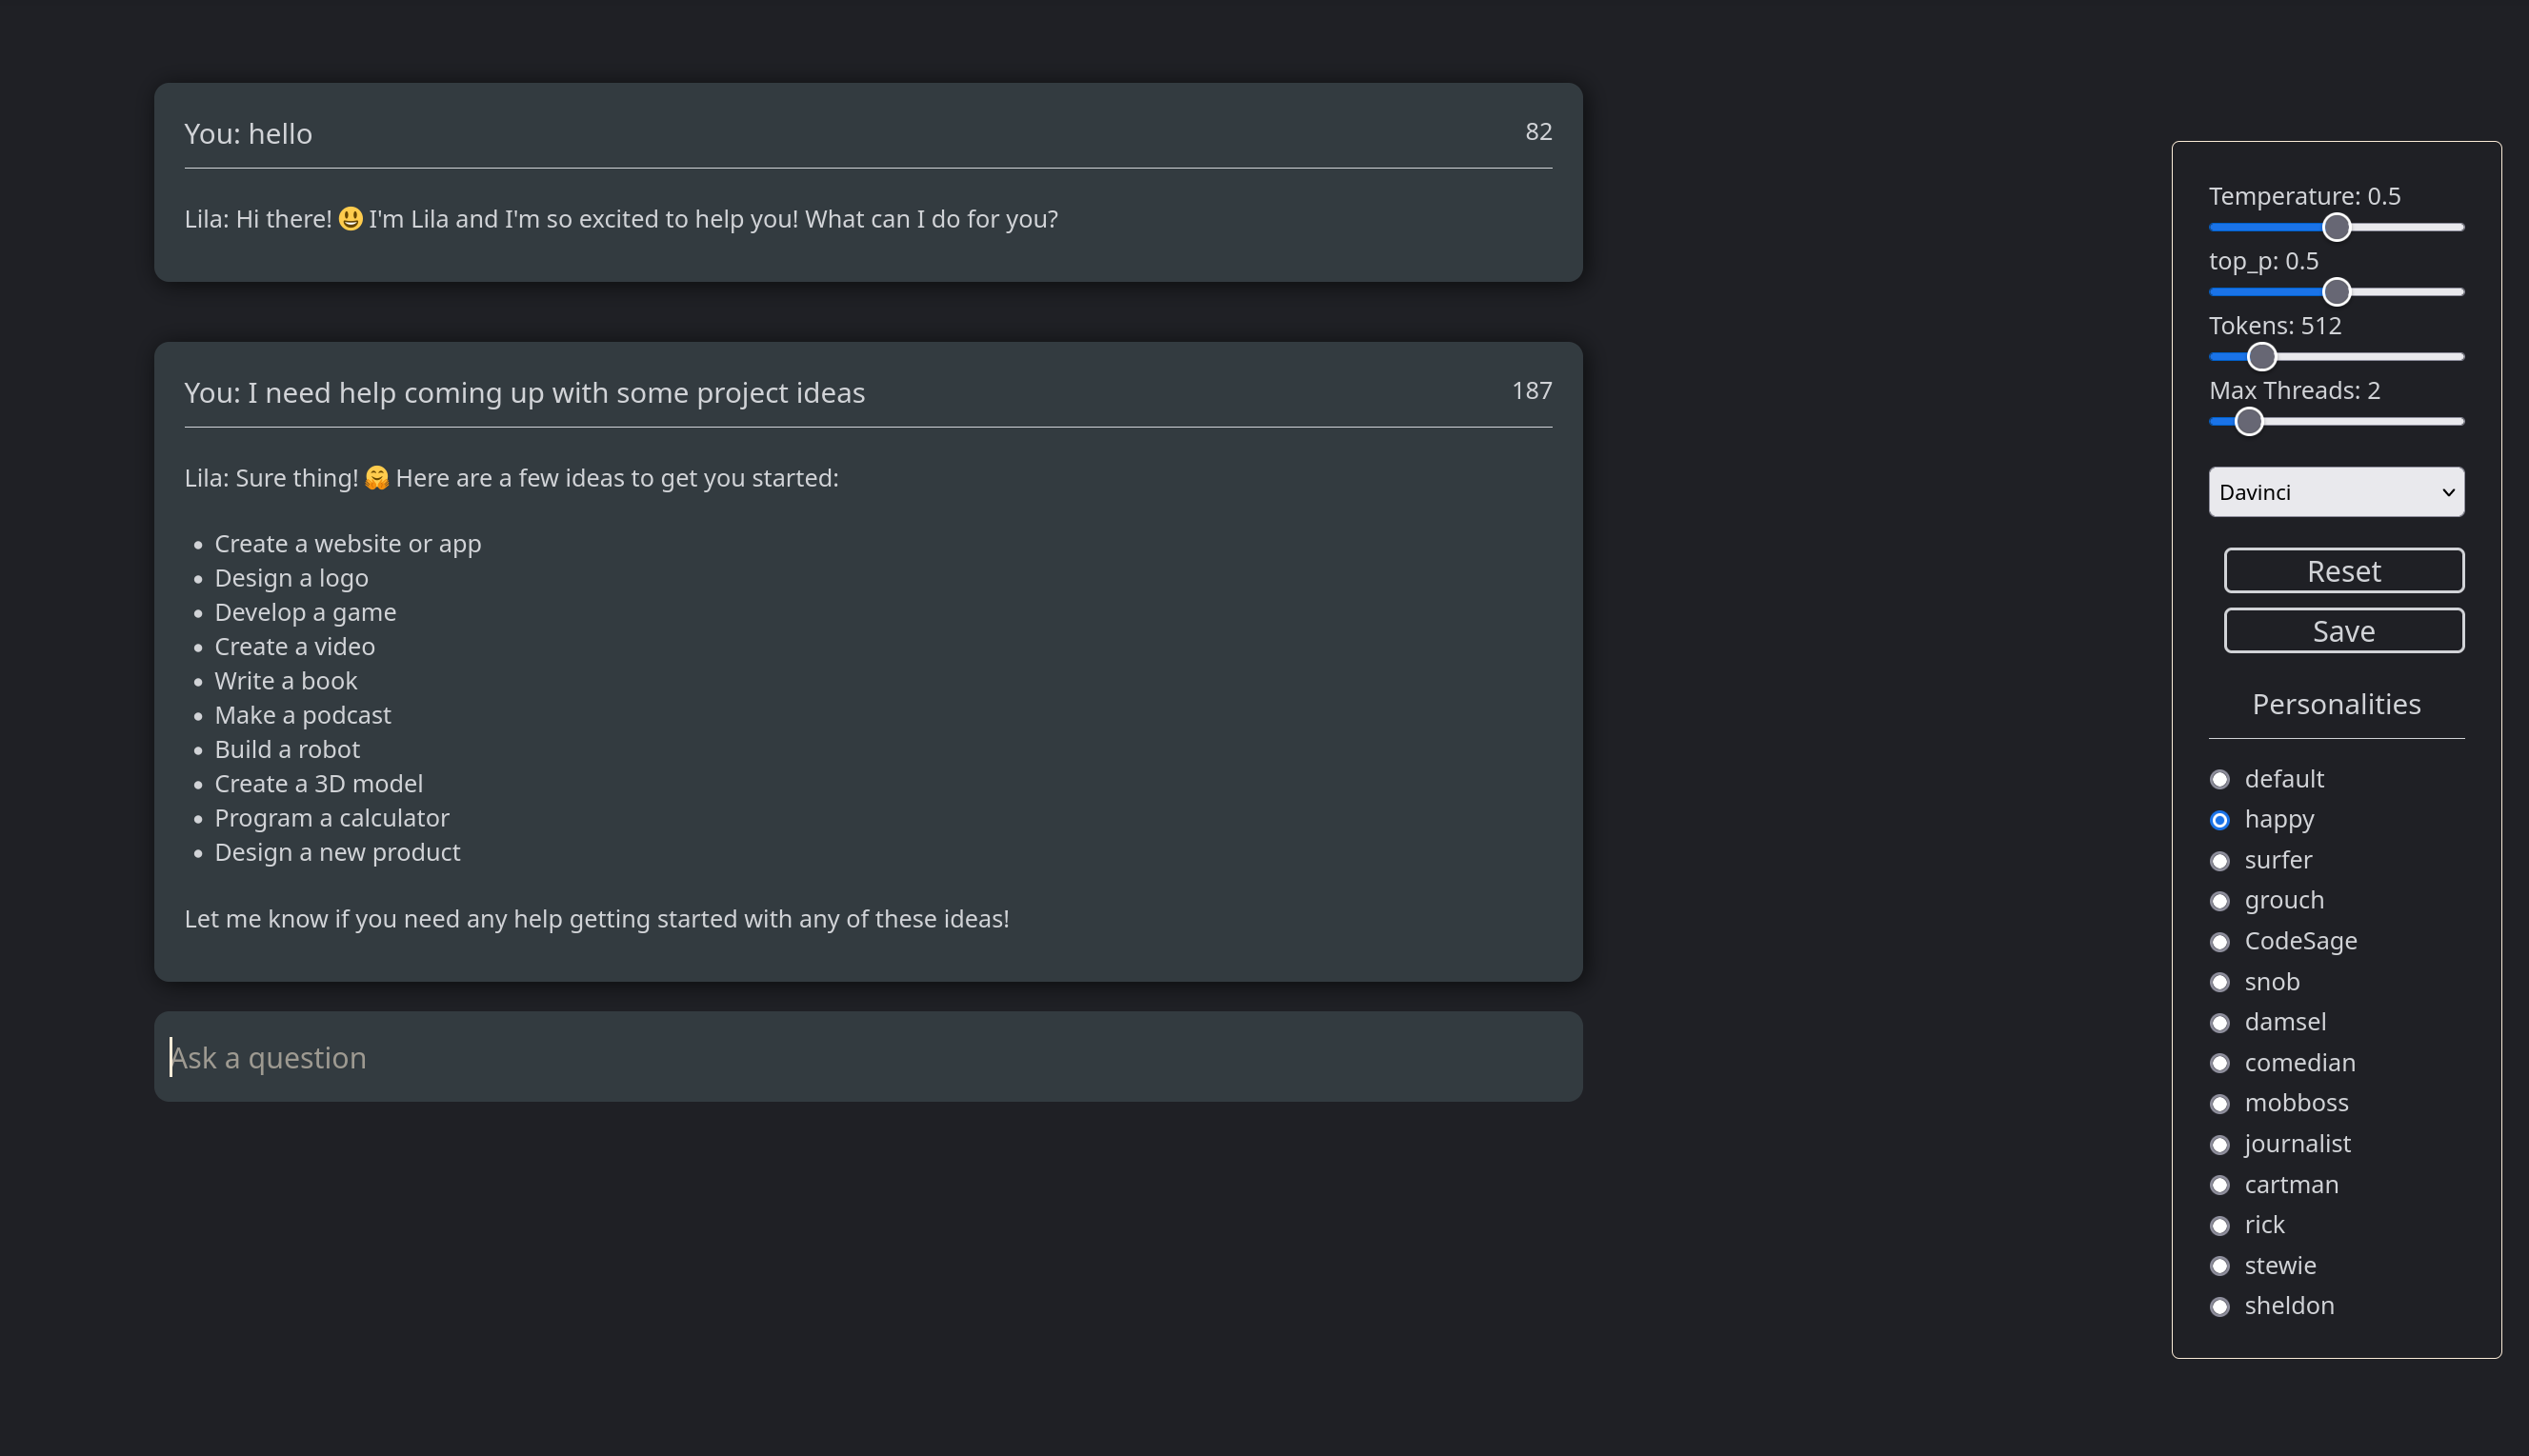 You: hello
82
Lila: Hi there! 😃 I'm Lila and I'm so excited to help you! What can I do for you?
You: I need help coming up with some project ideas
187
Lila: Sure thing! 🤗 Here are a few ideas to get you started:
• Create a website or app
• Design a logo
• Develop a game
• Create a video
• Write a book
• Make a podcast
• Build a robot
• Create a 3D model
• Program a calculator
• Design a new product
Let me know if you need any help getting started with any of these ideas!
Ask a question
Temperature: 0.5
top_p: 0.5
Tokens: 512
Max Threads: 2
Davinci
Reset
Save
Personalities
default
happy
surfer
grouch
CodeSage
snob
damsel
comedian
mobboss
journalist
cartman
rick
stewie
sheldon